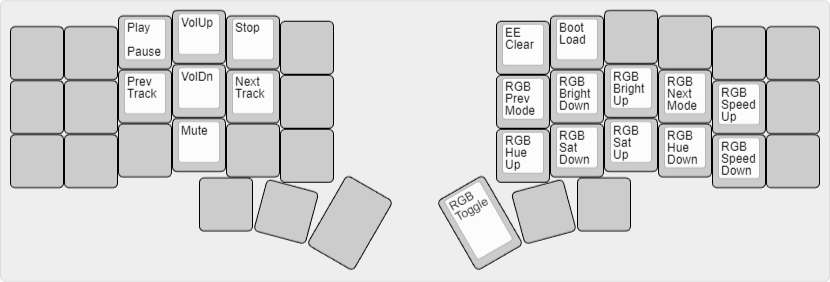 Play
Pause
VolUp
Stop
EE
Clear
Boot
Load
Prev
Track
VolDn
Next
Track
RGB
Prev
Mode
RGB
Bright
Down
RGB
Bright
Up
RGB
Next
Mode
RGB
Speed
Up
Mute
RGB
Hue
Up
RGB
Sat
Down
RGB
Sat
Up
RGB
Hue
Down
RGB
Speed
Down
RGB
Toggle